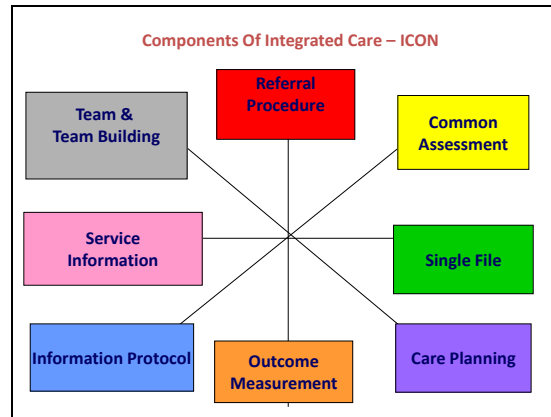 Components Of Integrated Care – ICON
Referral
Procedure
Team &
Team Building
Common
Assessment
Service
Information
Single File
Information Protocol
Outcome
Measurement
Care Planning